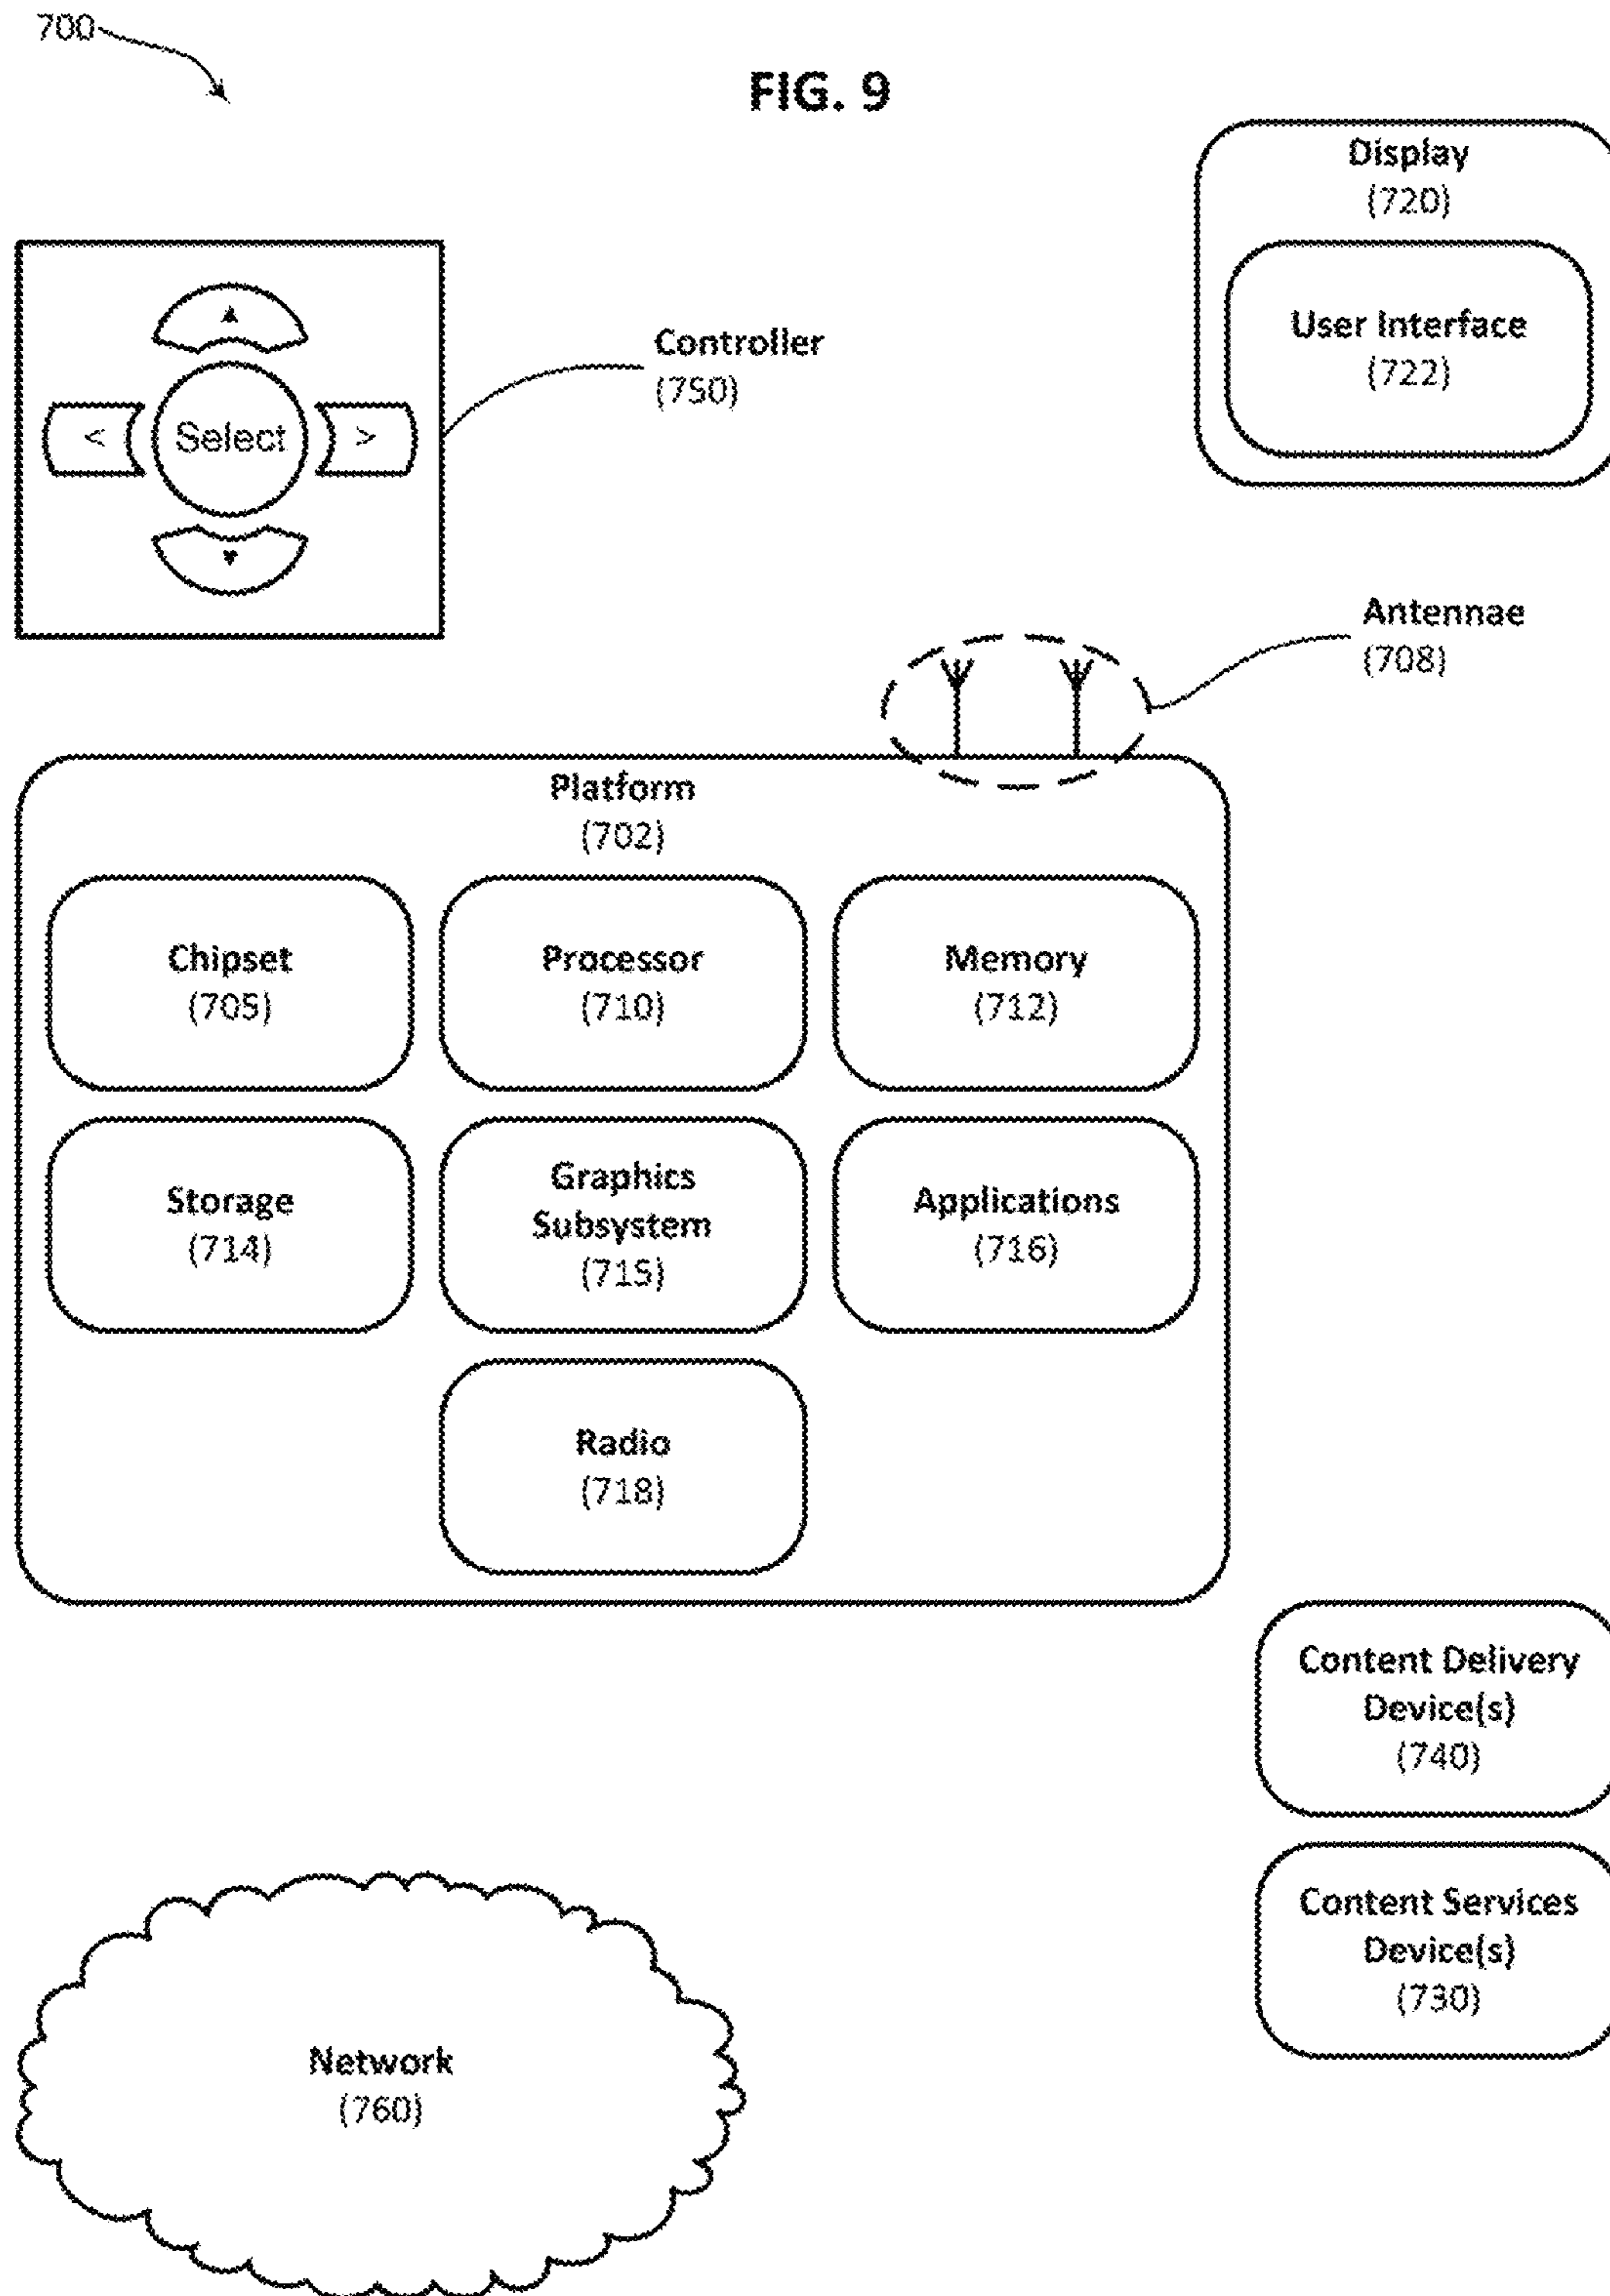 700
FIG. 9
Display
(720)
User Interface
(722)
▲
< Select >
▼
Controller
(750)
Antennae
(708)
Platform
(702)
Chipset
(705)
Processor
(710)
Memory
(712)
Storage
(714)
Graphics
Subsystem
(715)
Applications
(716)
Radio
(718)
Content Delivery
Device(s)
(740)
Content Services
Device(s)
(730)
Network
(760)